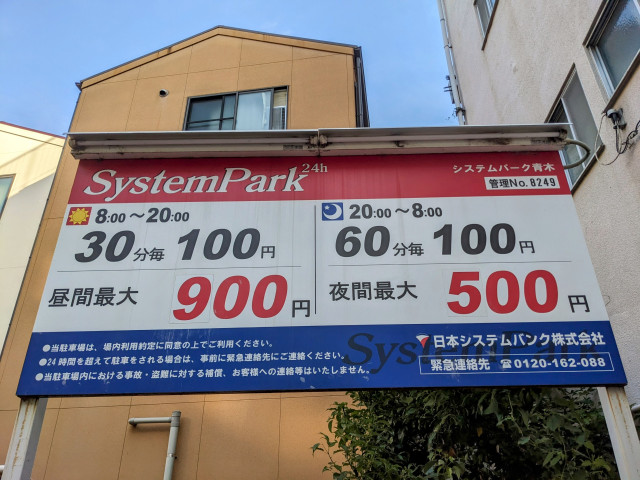 SystemPark 24h
システムパーク青木
管理No.8249
8:00〜20:00
30分毎 100円
昼間最大 900円
20:00〜8:00
60分毎 100円
夜間最大 500円
●当駐車場は、場内利用約定に同意の上でご利用ください。
●24時間を超えて駐車をされる場合は、事前に緊急連絡先にご連絡ください。
●当駐車場内における事故・盗難に対する補償、お客様への連絡等はいたしません。
SystemPark
日本システムバンク株式会社
緊急連絡先 ☎0120-162-088